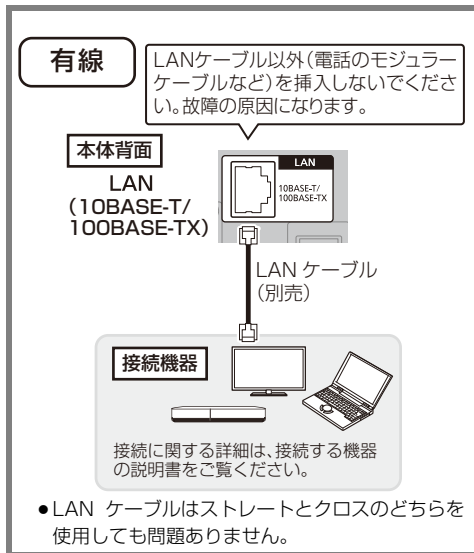 有線
LANケーブル以外（電話のモジュラー
ケーブルなど）を挿入しないでくださ
い。故障の原因になります。
本体背面
LAN
（10BASE-T/
100BASE-TX）
LAN
10BASE-T/
100BASE-TX
LAN ケーブル
（別売）
接続機器
接続に関する詳細は、接続する機器
の説明書をご覧ください。
●LAN ケーブルはストレートとクロスのどちらを
使用しても問題ありません。